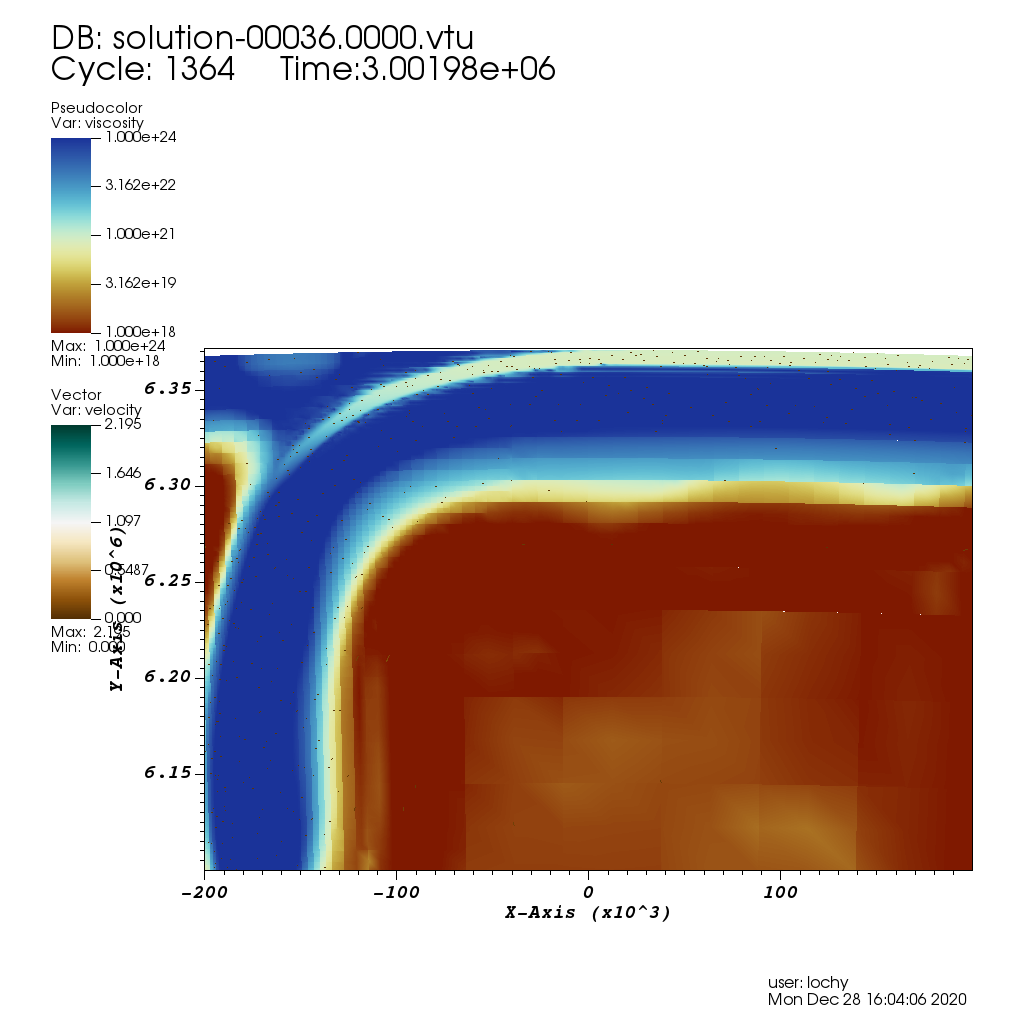 DB: solution-00036.0000.vtu
Cycle: 1364 Time:3.00198e+06
Pseudocolor
Var: viscosity
1.000e+24
3.162e+22
1.000e+21
3.162e+19
1.000e+18
Max: 1.000e+24
Min: 1.000e+18
Vector
Var: velocity
2.195
1.646
1.097
0.5487
0.000
Max: 2.195
Min: 0.000
Y-Axis (x10^6)
6.35
6.30
6.25
6.20
6.15
-200 -100 0 100
X-Axis (x10^3)
user: lochy
Mon Dec 28 16:04:06 2020